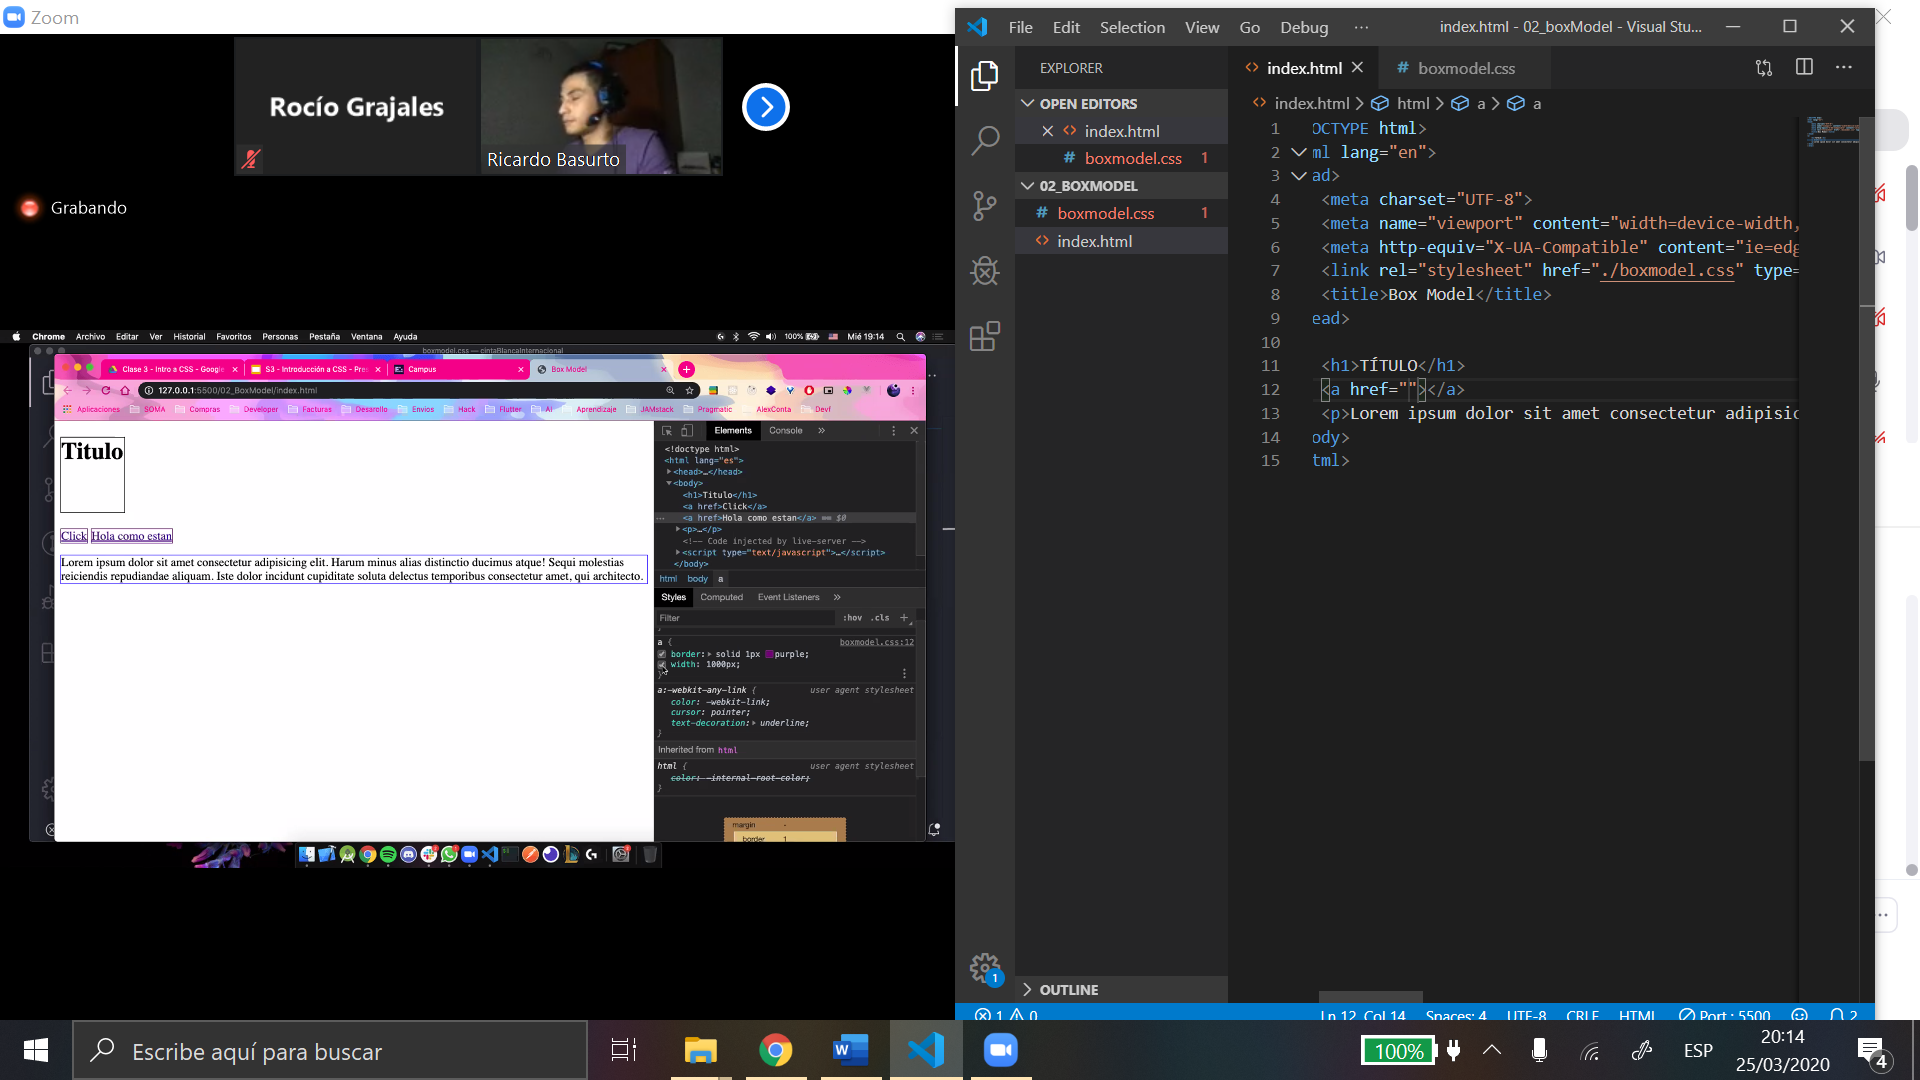 Zoom
Rocío Grajales
Ricardo Basurto
Grabando
Chrome Archivo Editar Ver Historial Favoritos Personas Pestaña Ventana Ayuda
100% Mié 19:14
boxmodel.css — cintaBlancaInternacional
Clase 3 - Intro a CSS - Google
S3 - Introducción a CSS - Pre
Campus
Box Model
127.0.0.1:5500/02_BoxModel/index.html
Aplicaciones SOMA Compras Developer Facturas Desarollo Envios Hack Flutter AI Aprendizaje JAMstack Pragmatic AlexConta Devf
Titulo
Click Hola como estan
Lorem ipsum dolor sit amet consectetur adipisicing elit. Harum minus alias distinctio ducimus atque! Sequi molestias
reiciendis repudiandae aliquam. Iste dolor incidunt cupiditate soluta delectus temporibus consectetur amet, qui architecto.
Elements Console »
<!doctype html>
<html lang="es">
<head>…</head>
<body>
<h1>Titulo</h1>
<a href>Click</a>
<a href>Hola como estan</a> == $0
<p>…</p>
<!-- Code injected by live-server -->
<script type="text/javascript">…</script>
</body>
html body a
Styles Computed Event Listeners »
Filter :hov .cls +
a { boxmodel.css:12
border: solid 1px purple;
width: 1000px;
}
a:-webkit-any-link { user agent stylesheet
color: -webkit-link;
cursor: pointer;
text-decoration: underline;
}
Inherited from html
html { user agent stylesheet
color: -internal-root-color;
}
margin -
border 1
File Edit Selection View Go Debug ···
index.html - 02_boxModel - Visual Stu...
EXPLORER
OPEN EDITORS
index.html
boxmodel.css 1
02_BOXMODEL
boxmodel.css 1
index.html
OUTLINE
index.html
boxmodel.css
index.html > html > a > a
1 OCTYPE html>
2 ml lang="en">
3 ad>
4 <meta charset="UTF-8">
5 <meta name="viewport" content="width=device-width,
6 <meta http-equiv="X-UA-Compatible" content="ie=edg
7 <link rel="stylesheet" href="./boxmodel.css" type=
8 <title>Box Model</title>
9 ead>
10
11 <h1>TÍTULO</h1>
12 <a href=""></a>
13 <p>Lorem ipsum dolor sit amet consectetur adipisic
14 ody>
15 tml>
1
1 0
Ln 12, Col 14 Spaces: 4 UTF-8 CRLF HTML Port : 5500 2
Escribe aquí para buscar
100%
ESP
20:14
25/03/2020
4